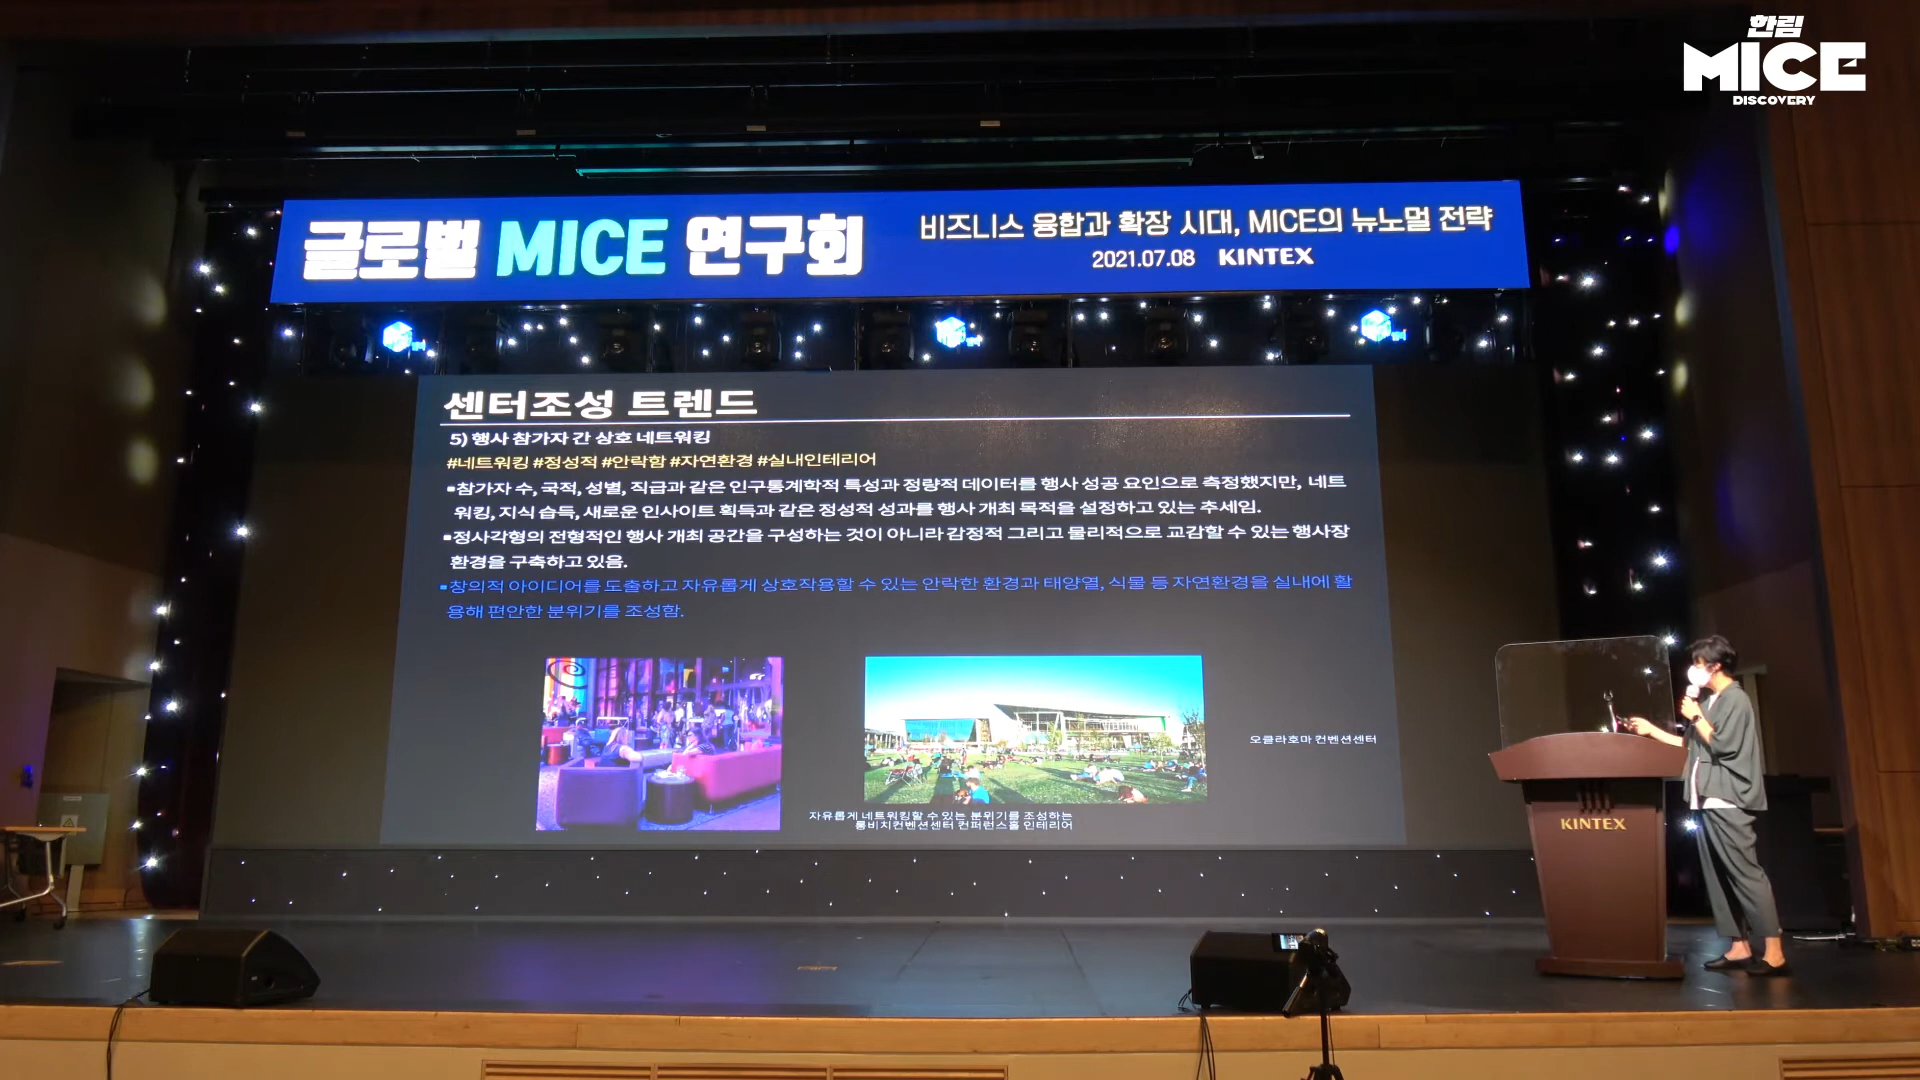 한림
MICE
DISCOVERY
글로벌 MICE 연구회
비즈니스 융합과 확장 시대, MICE의 뉴노멀 전략
2021.07.08 KINTEX
센터조성 트렌드
5) 행사 참가자 간 상호 네트워킹
#네트워킹 #정성적 #안락함 #자연환경 #실내인테리어
▪참가자 수, 국적, 성별, 직급과 같은 인구통계학적 특성과 정량적 데이터를 행사 성공 요인으로 측정했지만, 네트
워킹, 지식 습득, 새로운 인사이트 획득과 같은 정성적 성과를 행사 개최 목적을 설정하고 있는 추세임.
▪정사각형의 전형적인 행사 개최 공간을 구성하는 것이 아니라 감정적 그리고 물리적으로 교감할 수 있는 행사장
환경을 구축하고 있음.
▪창의적 아이디어를 도출하고 자유롭게 상호작용할 수 있는 안락한 환경과 태양열, 식물 등 자연환경을 실내에 활
용해 편안한 분위기를 조성함.
오클라호마 컨벤션센터
자유롭게 네트워킹할 수 있는 분위기를 조성하는
롱비치컨벤션센터 컨퍼런스홀 인테리어
KINTEX